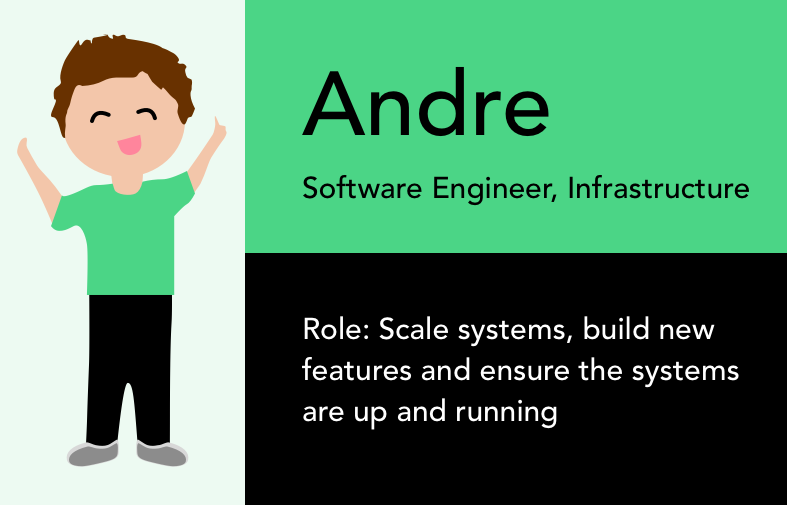 Andre
Software Engineer, Infrastructure
Role: Scale systems, build new
features and ensure the systems
are up and running